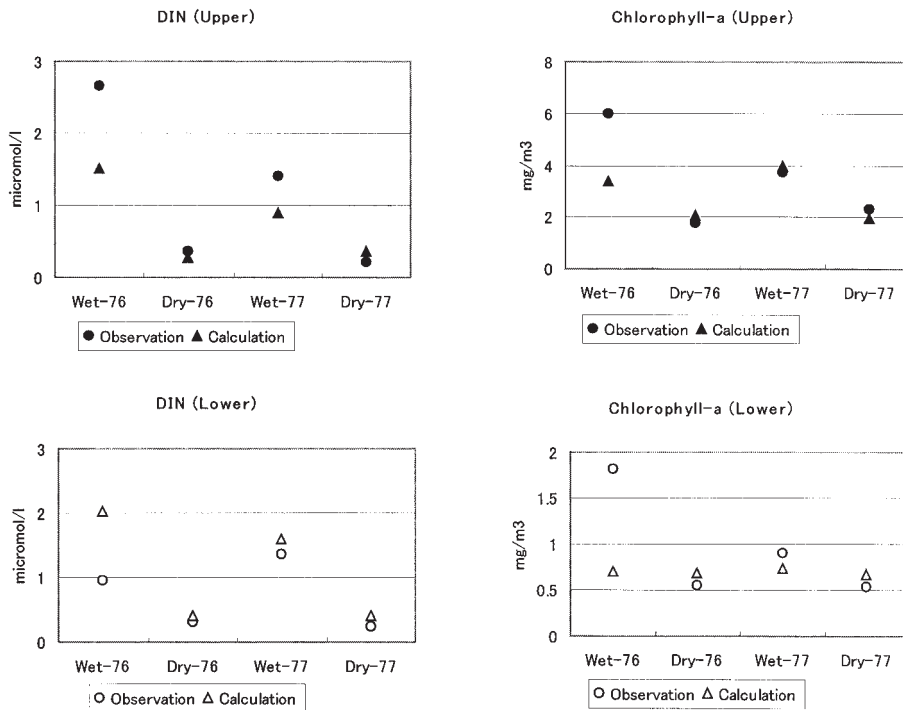 DIN (Upper)
3
2
1
0
micromol/l
Wet-76 Dry-76 Wet-77 Dry-77
● Observation ▲ Calculation
Chlorophyll-a (Upper)
8
6
4
2
0
mg/m3
Wet-76 Dry-76 Wet-77 Dry-77
● Observation ▲ Calculation
DIN (Lower)
3
2
1
0
micromol/l
Wet-76 Dry-76 Wet-77 Dry-77
○ Observation △ Calculation
Chlorophyll-a (Lower)
2
1.5
1
0.5
0
mg/m3
Wet-76 Dry-76 Wet-77 Dry-77
○ Observation △ Calculation